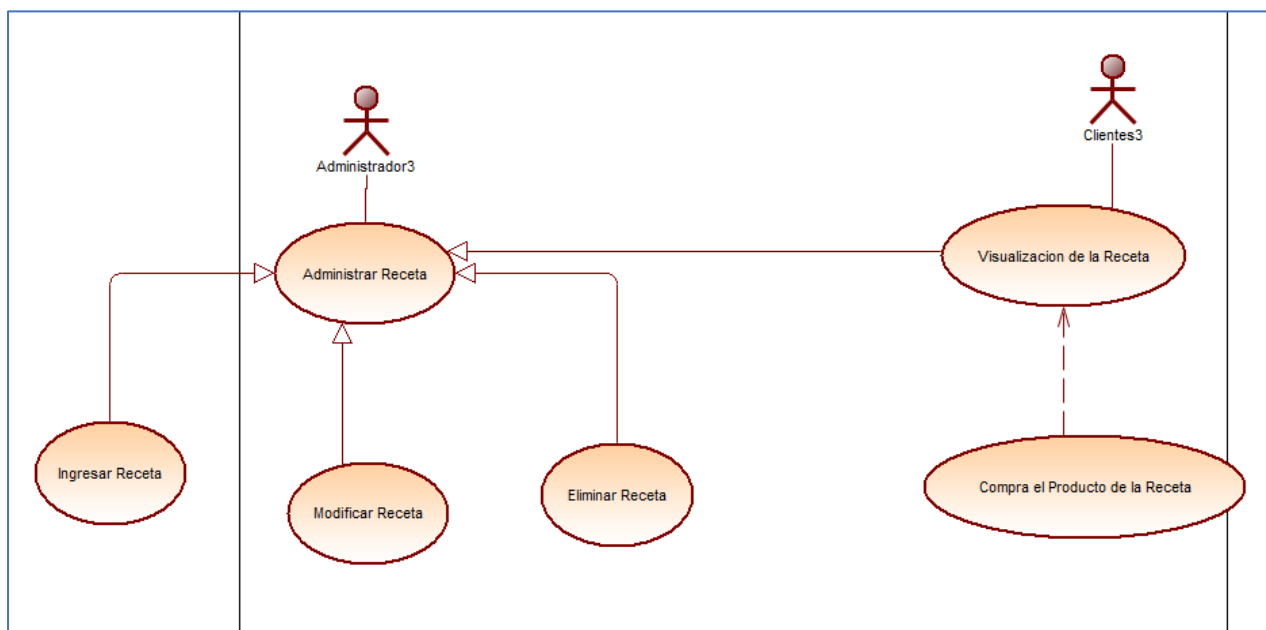 Administrador3
Clientes3
Administrar Receta
Visualizacion de la Receta
Ingresar Receta
Modificar Receta
Eliminar Receta
Compra el Producto de la Receta